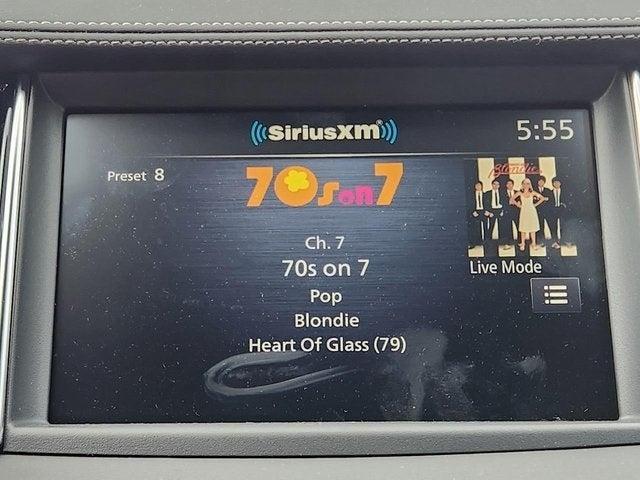 SiriusXM
5:55
Preset 8
70s on 7
Blondie
Ch. 7
70s on 7
Live Mode
Pop
Blondie
Heart Of Glass (79)